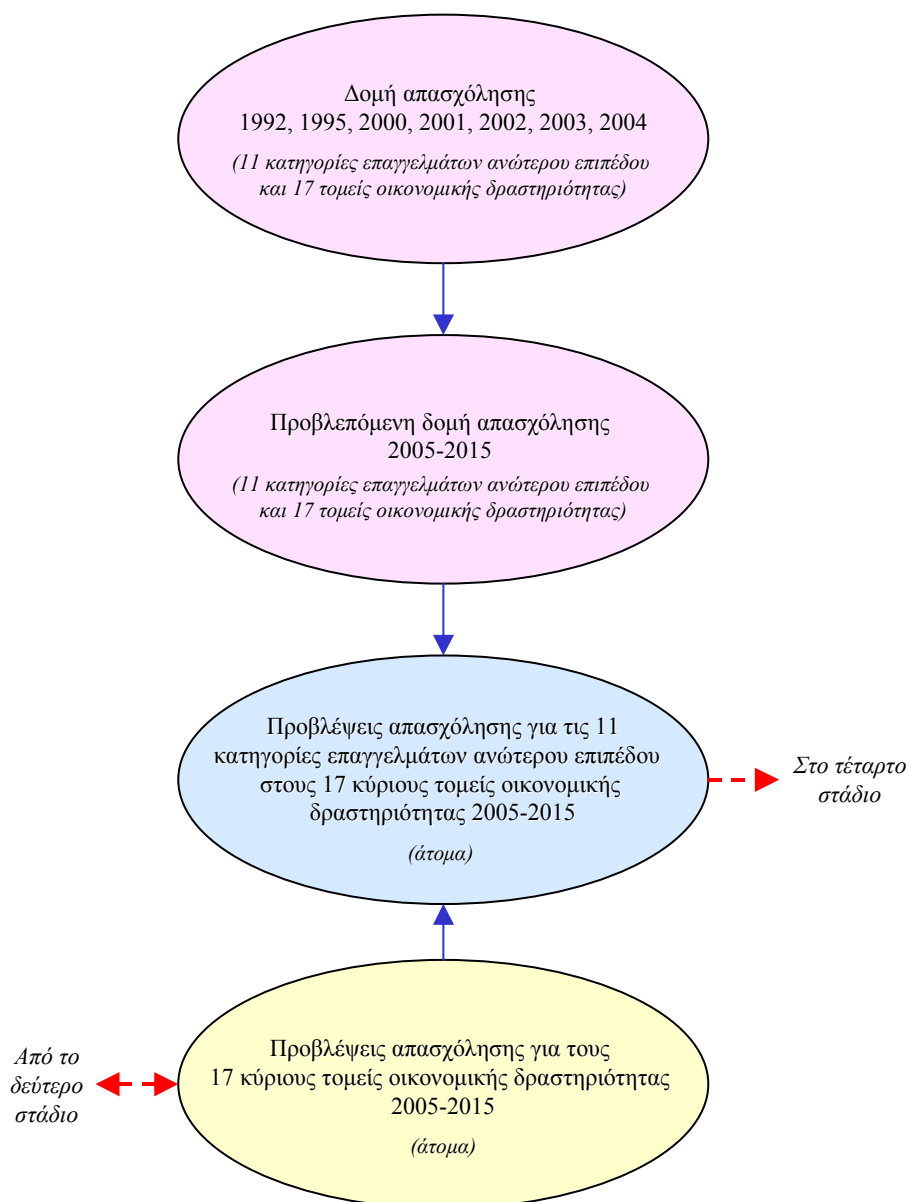 Δομή απασχόλησης
1992, 1995, 2000, 2001, 2002, 2003, 2004
(11 κατηγορίες επαγγελμάτων ανώτερου επιπέδου
και 17 τομείς οικονομικής δραστηριότητας)
Προβλεπόμενη δομή απασχόλησης
2005-2015
(11 κατηγορίες επαγγελμάτων ανώτερου επιπέδου
και 17 τομείς οικονομικής δραστηριότητας)
Προβλέψεις απασχόλησης για τις 11
κατηγορίες επαγγελμάτων ανώτερου επιπέδου
στους 17 κύριους τομείς οικονομικής
δραστηριότητας 2005-2015
(άτομα)
Στο τέταρτο
στάδιο
Από το
δεύτερο
στάδιο
Προβλέψεις απασχόλησης για τους
17 κύριους τομείς οικονομικής δραστηριότητας
2005-2015
(άτομα)